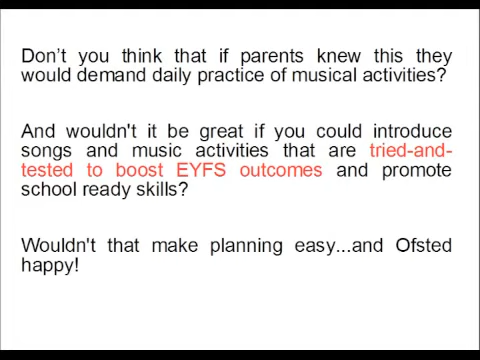 Don’t you think that if parents knew this they
would demand daily practice of musical activities?
And wouldn't it be great if you could introduce
songs and music activities that are tried-and-
tested to boost EYFS outcomes and promote
school ready skills?
Wouldn't that make planning easy...and Ofsted
happy!